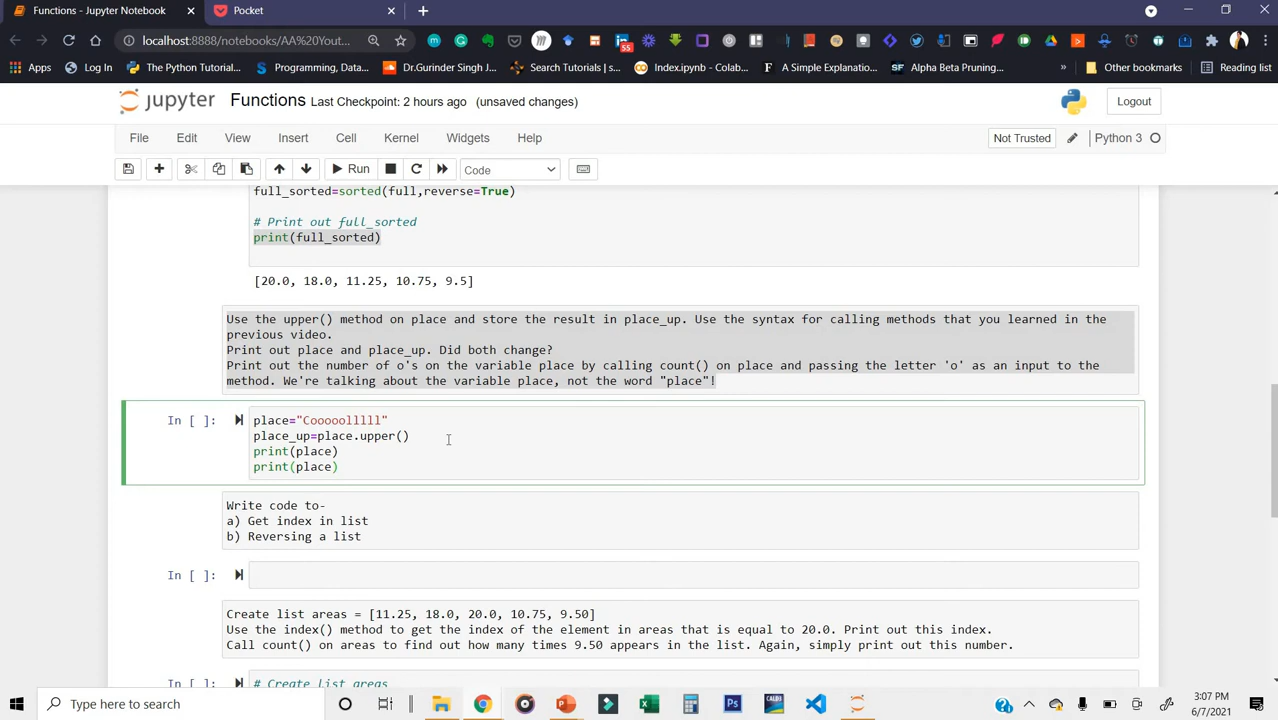 Functions - Jupyter Notebook
Pocket
localhost:8888/notebooks/AA%20Yout...
55
Apps
Log In
The Python Tutorial...
Programming, Data...
Dr.Gurinder Singh J...
Search Tutorials | s...
Index.ipynb - Colab...
A Simple Explanatio...
Alpha Beta Pruning...
Other bookmarks
Reading list
jupyter Functions Last Checkpoint: 2 hours ago (unsaved changes)
Logout
File Edit View Insert Cell Kernel Widgets Help
Not Trusted
Python 3
Run
Code
full_sorted=sorted(full,reverse=True)
# Print out full_sorted
print(full_sorted)
[20.0, 18.0, 11.25, 10.75, 9.5]
Use the upper() method on place and store the result in place_up. Use the syntax for calling methods that you learned in the
previous video.
Print out place and place_up. Did both change?
Print out the number of o's on the variable place by calling count() on place and passing the letter 'o' as an input to the
method. We're talking about the variable place, not the word "place"!
In [ ]:
place="Cooooolllll"
place_up=place.upper()
print(place)
print(place)
Write code to-
a) Get index in list
b) Reversing a list
In [ ]:
Create list areas = [11.25, 18.0, 20.0, 10.75, 9.50]
Use the index() method to get the index of the element in areas that is equal to 20.0. Print out this index.
Call count() on areas to find out how many times 9.50 appears in the list. Again, simply print out this number.
In [ ]:
# Create list areas
Type here to search
3:07 PM
6/7/2021